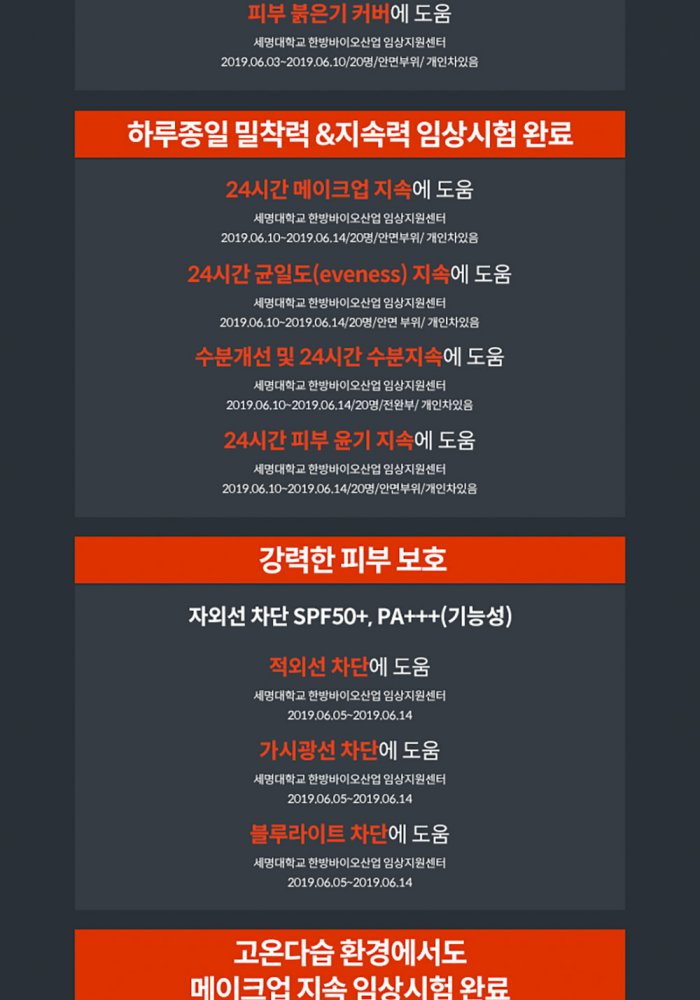 피부 붉은기 커버에 도움
세명대학교 한방바이오산업 임상지원센터
2019.06.03~2019.06.10/20명/안면부위/ 개인차있음
하루종일 밀착력 &지속력 임상시험 완료
24시간 메이크업 지속에 도움
세명대학교 한방바이오산업 임상지원센터
2019.06.10~2019.06.14/20명/안면부위/ 개인차있음
24시간 균일도(eveness) 지속에 도움
세명대학교 한방바이오산업 임상지원센터
2019.06.10~2019.06.14/20명/안면 부위/ 개인차있음
수분개선 및 24시간 수분지속에 도움
세명대학교 한방바이오산업 임상지원센터
2019.06.10~2019.06.14/20명/전완부/ 개인차있음
24시간 피부 윤기 지속에 도움
세명대학교 한방바이오산업 임상지원센터
2019.06.10~2019.06.14/20명/안면부위/개인차있음
강력한 피부 보호
자외선 차단 SPF50+, PA+++(기능성)
적외선 차단에 도움
세명대학교 한방바이오산업 임상지원센터
2019.06.05~2019.06.14
가시광선 차단에 도움
세명대학교 한방바이오산업 임상지원센터
2019.06.05~2019.06.14
블루라이트 차단에 도움
세명대학교 한방바이오산업 임상지원센터
2019.06.05~2019.06.14
고온다습 환경에서도
메이크업 지속 임상시험 완료